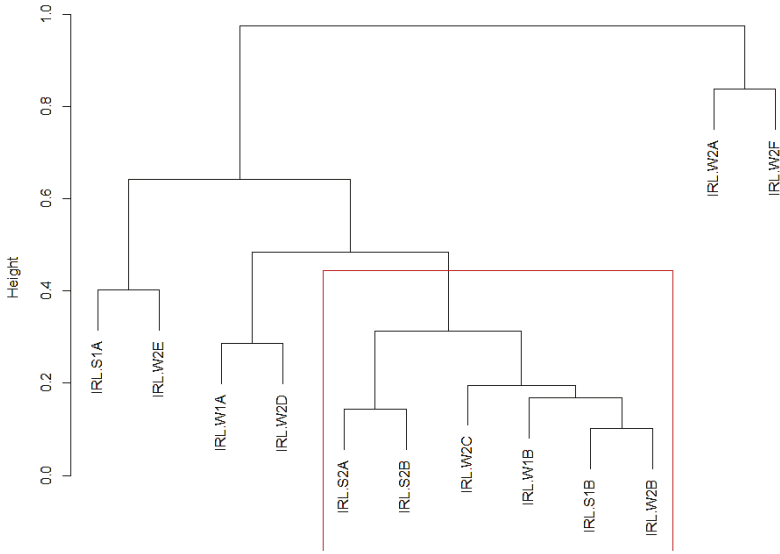 Height
1.0
0.8
0.6
0.4
0.2
0.0
IRL.S1A
IRL.W2E
IRL.W1A
IRL.W2D
IRL.S2A
IRL.S2B
IRL.W2C
IRL.W1B
IRL.S1B
IRL.W2B
IRL.W2A
IRL.W2F